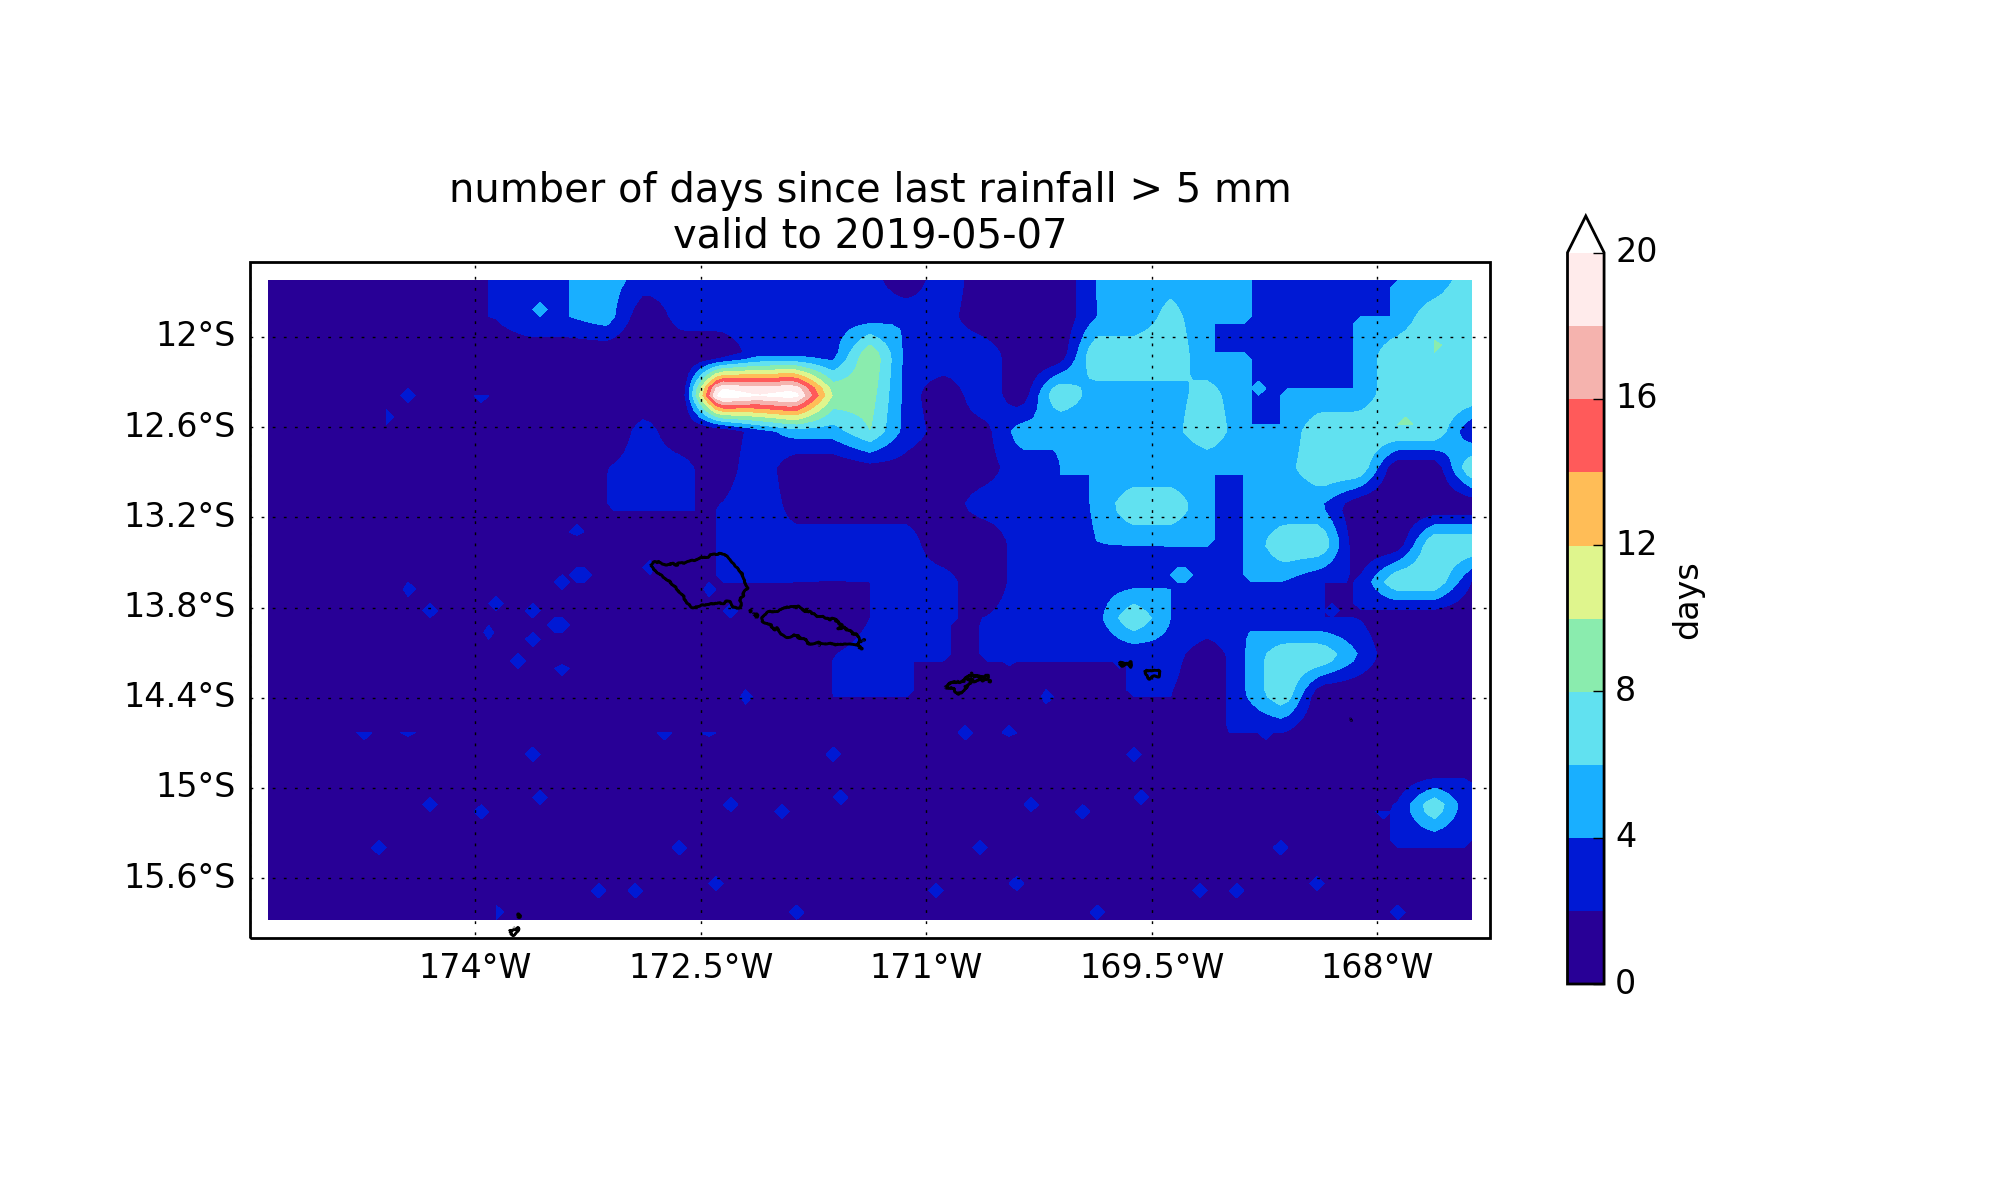 number of days since last rainfall > 5 mm
valid to 2019-05-07
12°S
12.6°S
13.2°S
13.8°S
14.4°S
15°S
15.6°S
174°W
172.5°W
171°W
169.5°W
168°W
20
16
12
8
4
0
days